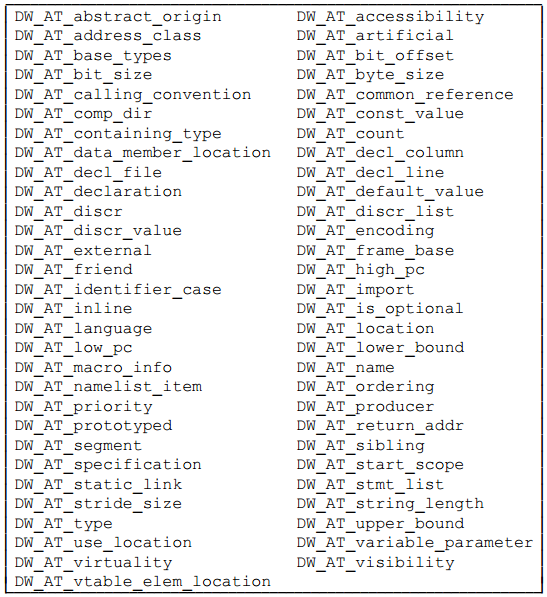 DW_AT_abstract_origin DW_AT_accessibility
DW_AT_address_class DW_AT_artificial
DW_AT_base_types DW_AT_bit_offset
DW_AT_bit_size DW_AT_byte_size
DW_AT_calling_convention DW_AT_common_reference
DW_AT_comp_dir DW_AT_const_value
DW_AT_containing_type DW_AT_count
DW_AT_data_member_location DW_AT_decl_column
DW_AT_decl_file DW_AT_decl_line
DW_AT_declaration DW_AT_default_value
DW_AT_discr DW_AT_discr_list
DW_AT_discr_value DW_AT_encoding
DW_AT_external DW_AT_frame_base
DW_AT_friend DW_AT_high_pc
DW_AT_identifier_case DW_AT_import
DW_AT_inline DW_AT_is_optional
DW_AT_language DW_AT_location
DW_AT_low_pc DW_AT_lower_bound
DW_AT_macro_info DW_AT_name
DW_AT_namelist_item DW_AT_ordering
DW_AT_priority DW_AT_producer
DW_AT_prototyped DW_AT_return_addr
DW_AT_segment DW_AT_sibling
DW_AT_specification DW_AT_start_scope
DW_AT_static_link DW_AT_stmt_list
DW_AT_stride_size DW_AT_string_length
DW_AT_type DW_AT_upper_bound
DW_AT_use_location DW_AT_variable_parameter
DW_AT_virtuality DW_AT_visibility
DW_AT_vtable_elem_location